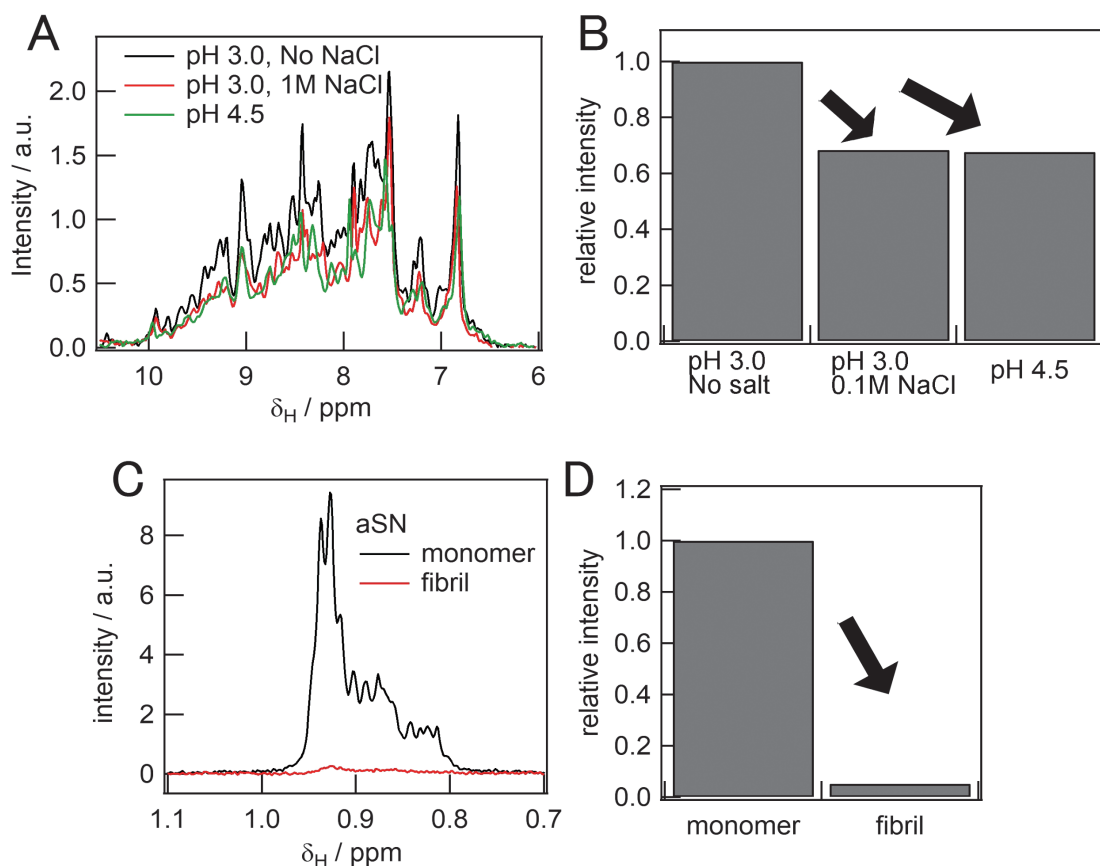 A
pH 3.0, No NaCl
pH 3.0, 1M NaCl
pH 4.5
2.0
1.5
1.0
0.5
0.0
Intensity / a.u.
10 9 8 7 6
δH / ppm
B
1.0
0.8
0.6
0.4
0.2
0.0
relative intensity
pH 3.0
No salt
pH 3.0
0.1M NaCl
pH 4.5
C
aSN
monomer
fibril
8
6
4
2
0
intensity / a.u.
1.1 1.0 0.9 0.8 0.7
δH / ppm
D
1.2
1.0
0.8
0.6
0.4
0.2
0.0
relative intensity
monomer fibril